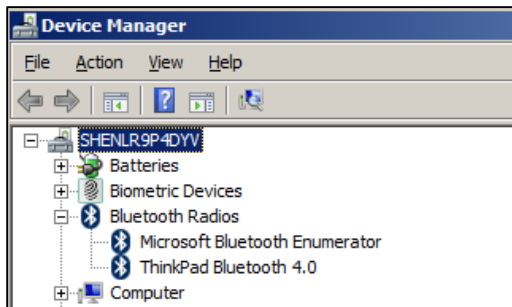 Device Manager
File Action View Help
SHENLR9P4DYV
Batteries
Biometric Devices
Bluetooth Radios
Microsoft Bluetooth Enumerator
ThinkPad Bluetooth 4.0
Computer